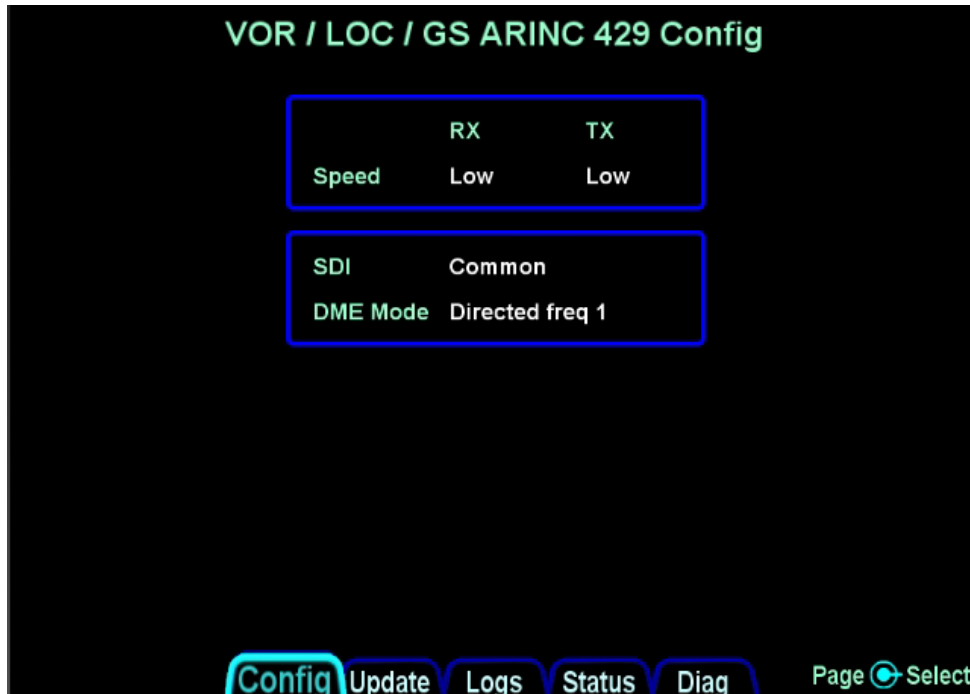 VOR / LOC / GS ARINC 429 Config
RX TX
Speed Low Low
SDI Common
DME Mode Directed freq 1
Config Update Logs Status Diag Page Select